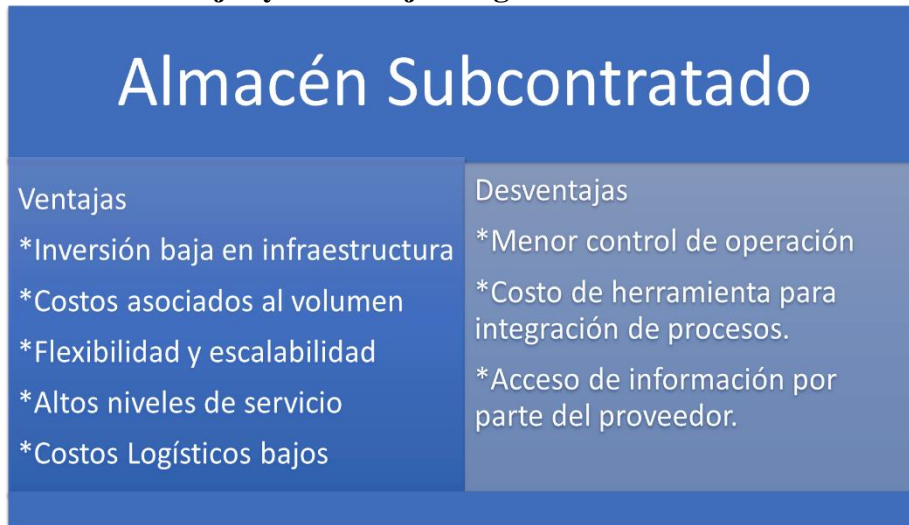 Almacén Subcontratado
Ventajas
*Inversión baja en infraestructura
*Costos asociados al volumen
*Flexibilidad y escalabilidad
*Altos niveles de servicio
*Costos Logísticos bajos
Desventajas
*Menor control de operación
*Costo de herramienta para
integración de procesos.
*Acceso de información por
parte del proveedor.